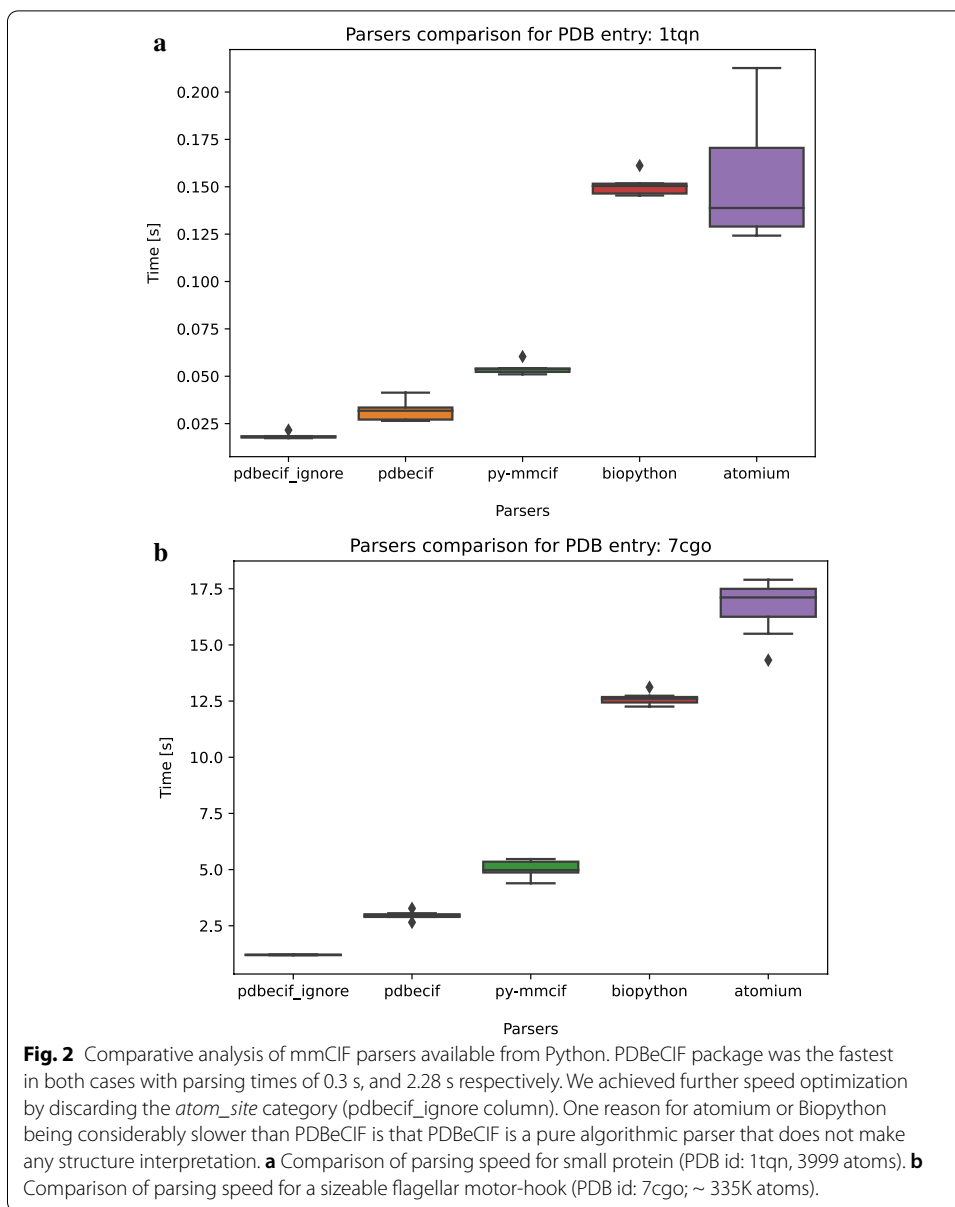 a
Parsers comparison for PDB entry: 1tqn
0.200
0.175
0.150
0.125
0.100
0.075
0.050
0.025
Time [s]
pdbecif_ignore pdbecif py-mmcif biopython atomium
Parsers
b
Parsers comparison for PDB entry: 7cgo
17.5
15.0
12.5
10.0
7.5
5.0
2.5
Time [s]
pdbecif_ignore pdbecif py-mmcif biopython atomium
Parsers
Fig. 2 Comparative analysis of mmCIF parsers available from Python. PDBeCIF package was the fastest
in both cases with parsing times of 0.3 s, and 2.28 s respectively. We achieved further speed optimization
by discarding the atom_site category (pdbecif_ignore column). One reason for atomium or Biopython
being considerably slower than PDBeCIF is that PDBeCIF is a pure algorithmic parser that does not make
any structure interpretation. a Comparison of parsing speed for small protein (PDB id: 1tqn, 3999 atoms). b
Comparison of parsing speed for a sizeable flagellar motor-hook (PDB id: 7cgo; ~ 335K atoms).